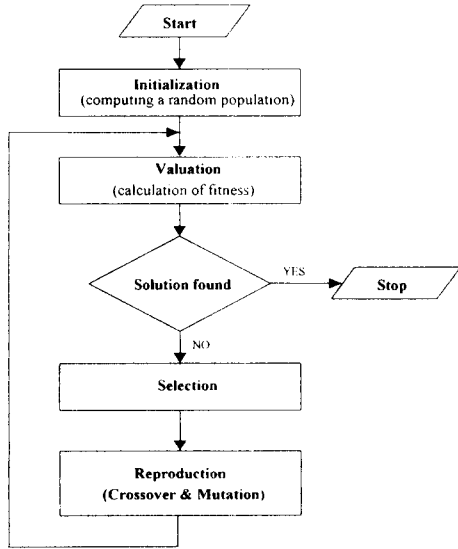 Start
Initialization
(computing a random population)
Valuation
(calculation of fitness)
Solution found
YES
Stop
NO
Selection
Reproduction
(Crossover & Mutation)